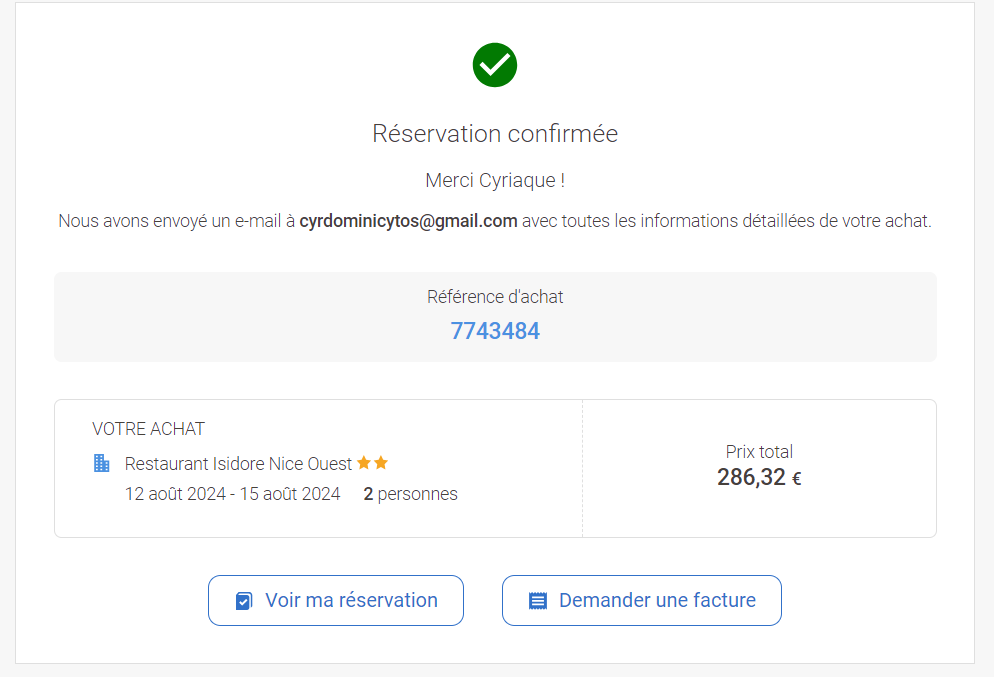 Réservation confirmée
Merci Cyriaque !
Nous avons envoyé un e-mail à cyrdominicytos@gmail.com avec toutes les informations détaillées de votre achat.
Référence d'achat
7743484
VOTRE ACHAT
Restaurant Isidore Nice Ouest
12 août 2024 - 15 août 2024 2 personnes
Prix total
286,32 €
Voir ma réservation
Demander une facture